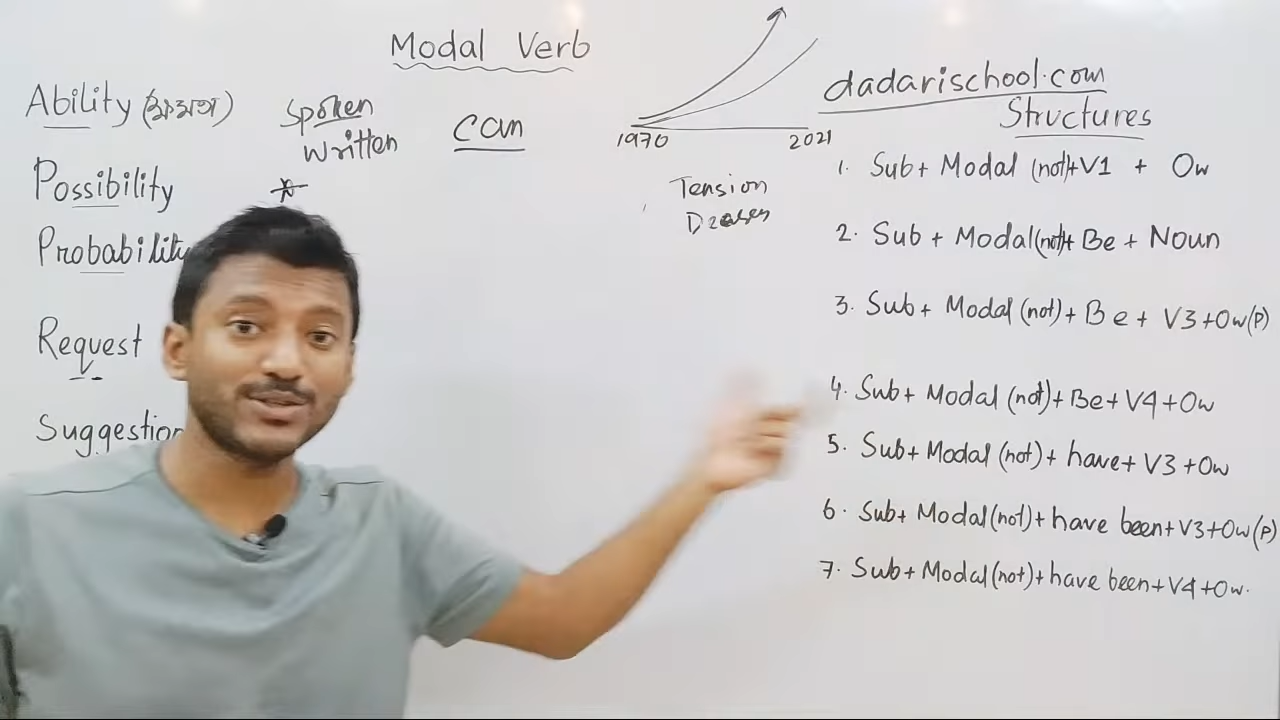 Modal Verb
Ability (ক্ষমতা)
Possibility
Probability
Request
Suggestion
Spoken
Written
*
Can
1970 2021
Tension
dadarischool.com
Structures
1. Sub + Modal (not)+V1 + Ow
2. Sub + Modal(not)+ Be + Noun
3. Sub+ Modal (not)+ Be + V3+Ow(P)
4. Sub+ Modal (not)+Be+V4+Ow
5. Sub+ Modal (not)+ have+ V3+Ow
6. Sub+ Modal(not)+have been+V3+Ow(P)
7. Sub+Modal(not)+have been+V4+Ow.